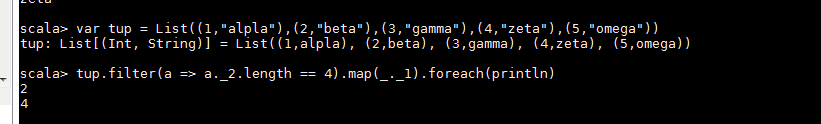 zeta
scala> var tup = List((1,"alpla"),(2,"beta"),(3,"gamma"),(4,"zeta"),(5,"omega"))
tup: List[(Int, String)] = List((1,alpla), (2,beta), (3,gamma), (4,zeta), (5,omega))
scala> tup.filter(a => a._2.length == 4).map(_._1).foreach(println)
2
4